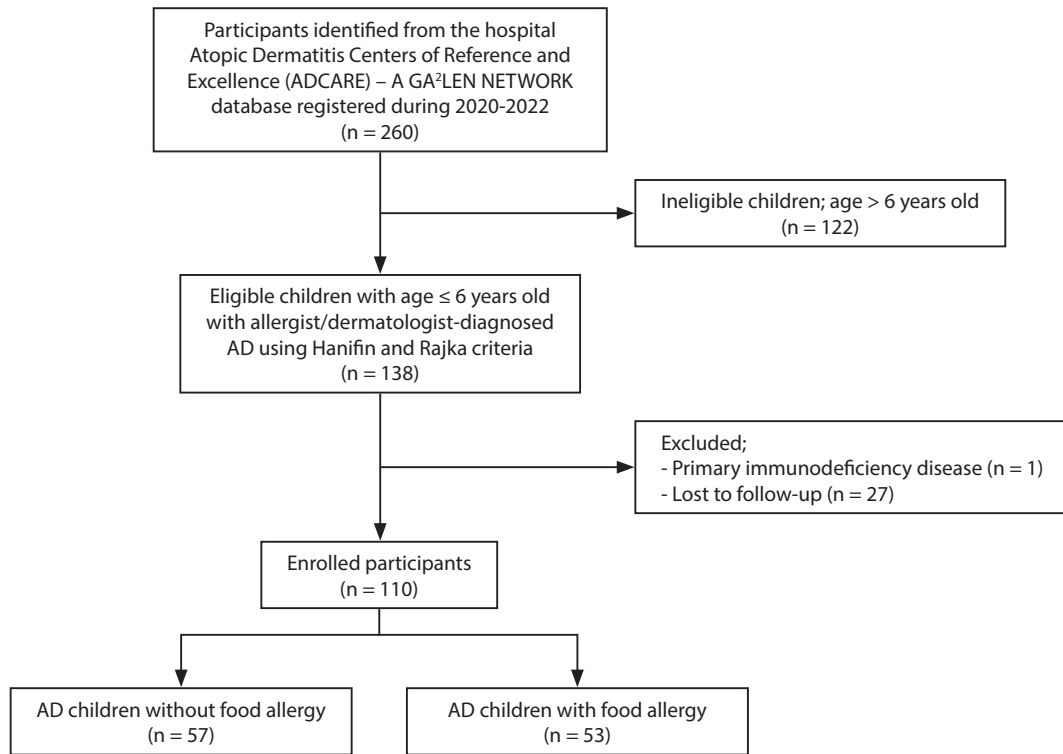 Participants identified from the hospital
Atopic Dermatitis Centers of Reference and
Excellence (ADCARE) – A GA²LEN NETWORK
database registered during 2020-2022
(n = 260)
Ineligible children; age > 6 years old
(n = 122)
Eligible children with age ≤ 6 years old
with allergist/dermatologist-diagnosed
AD using Hanifin and Rajka criteria
(n = 138)
Excluded;
- Primary immunodeficiency disease (n = 1)
- Lost to follow-up (n = 27)
Enrolled participants
(n = 110)
AD children without food allergy
(n = 57)
AD children with food allergy
(n = 53)